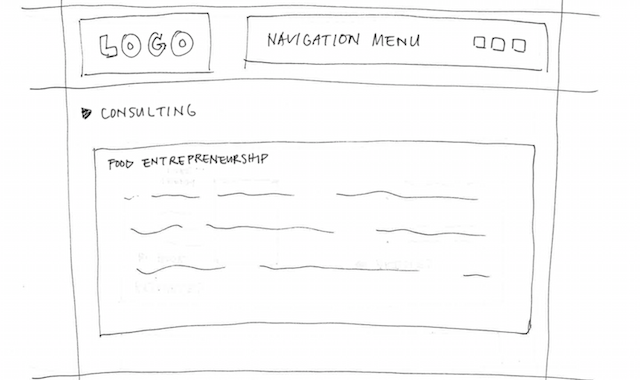 LOGO
NAVIGATION MENU
CONSULTING
FOOD ENTREPRENEURSHIP